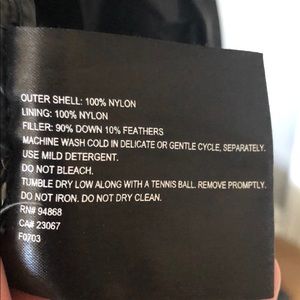 OUTER SHELL: 100% NYLON
LINING: 100% NYLON
FILLER: 90% DOWN 10% FEATHERS
MACHINE WASH COLD IN DELICATE OR GENTLE CYCLE, SEPARATELY.
USE MILD DETERGENT.
DO NOT BLEACH.
TUMBLE DRY LOW ALONG WITH A TENNIS BALL. REMOVE PROMPTLY.
DO NOT IRON. DO NOT DRY CLEAN.
RN# 94868
CA# 23067
F0703